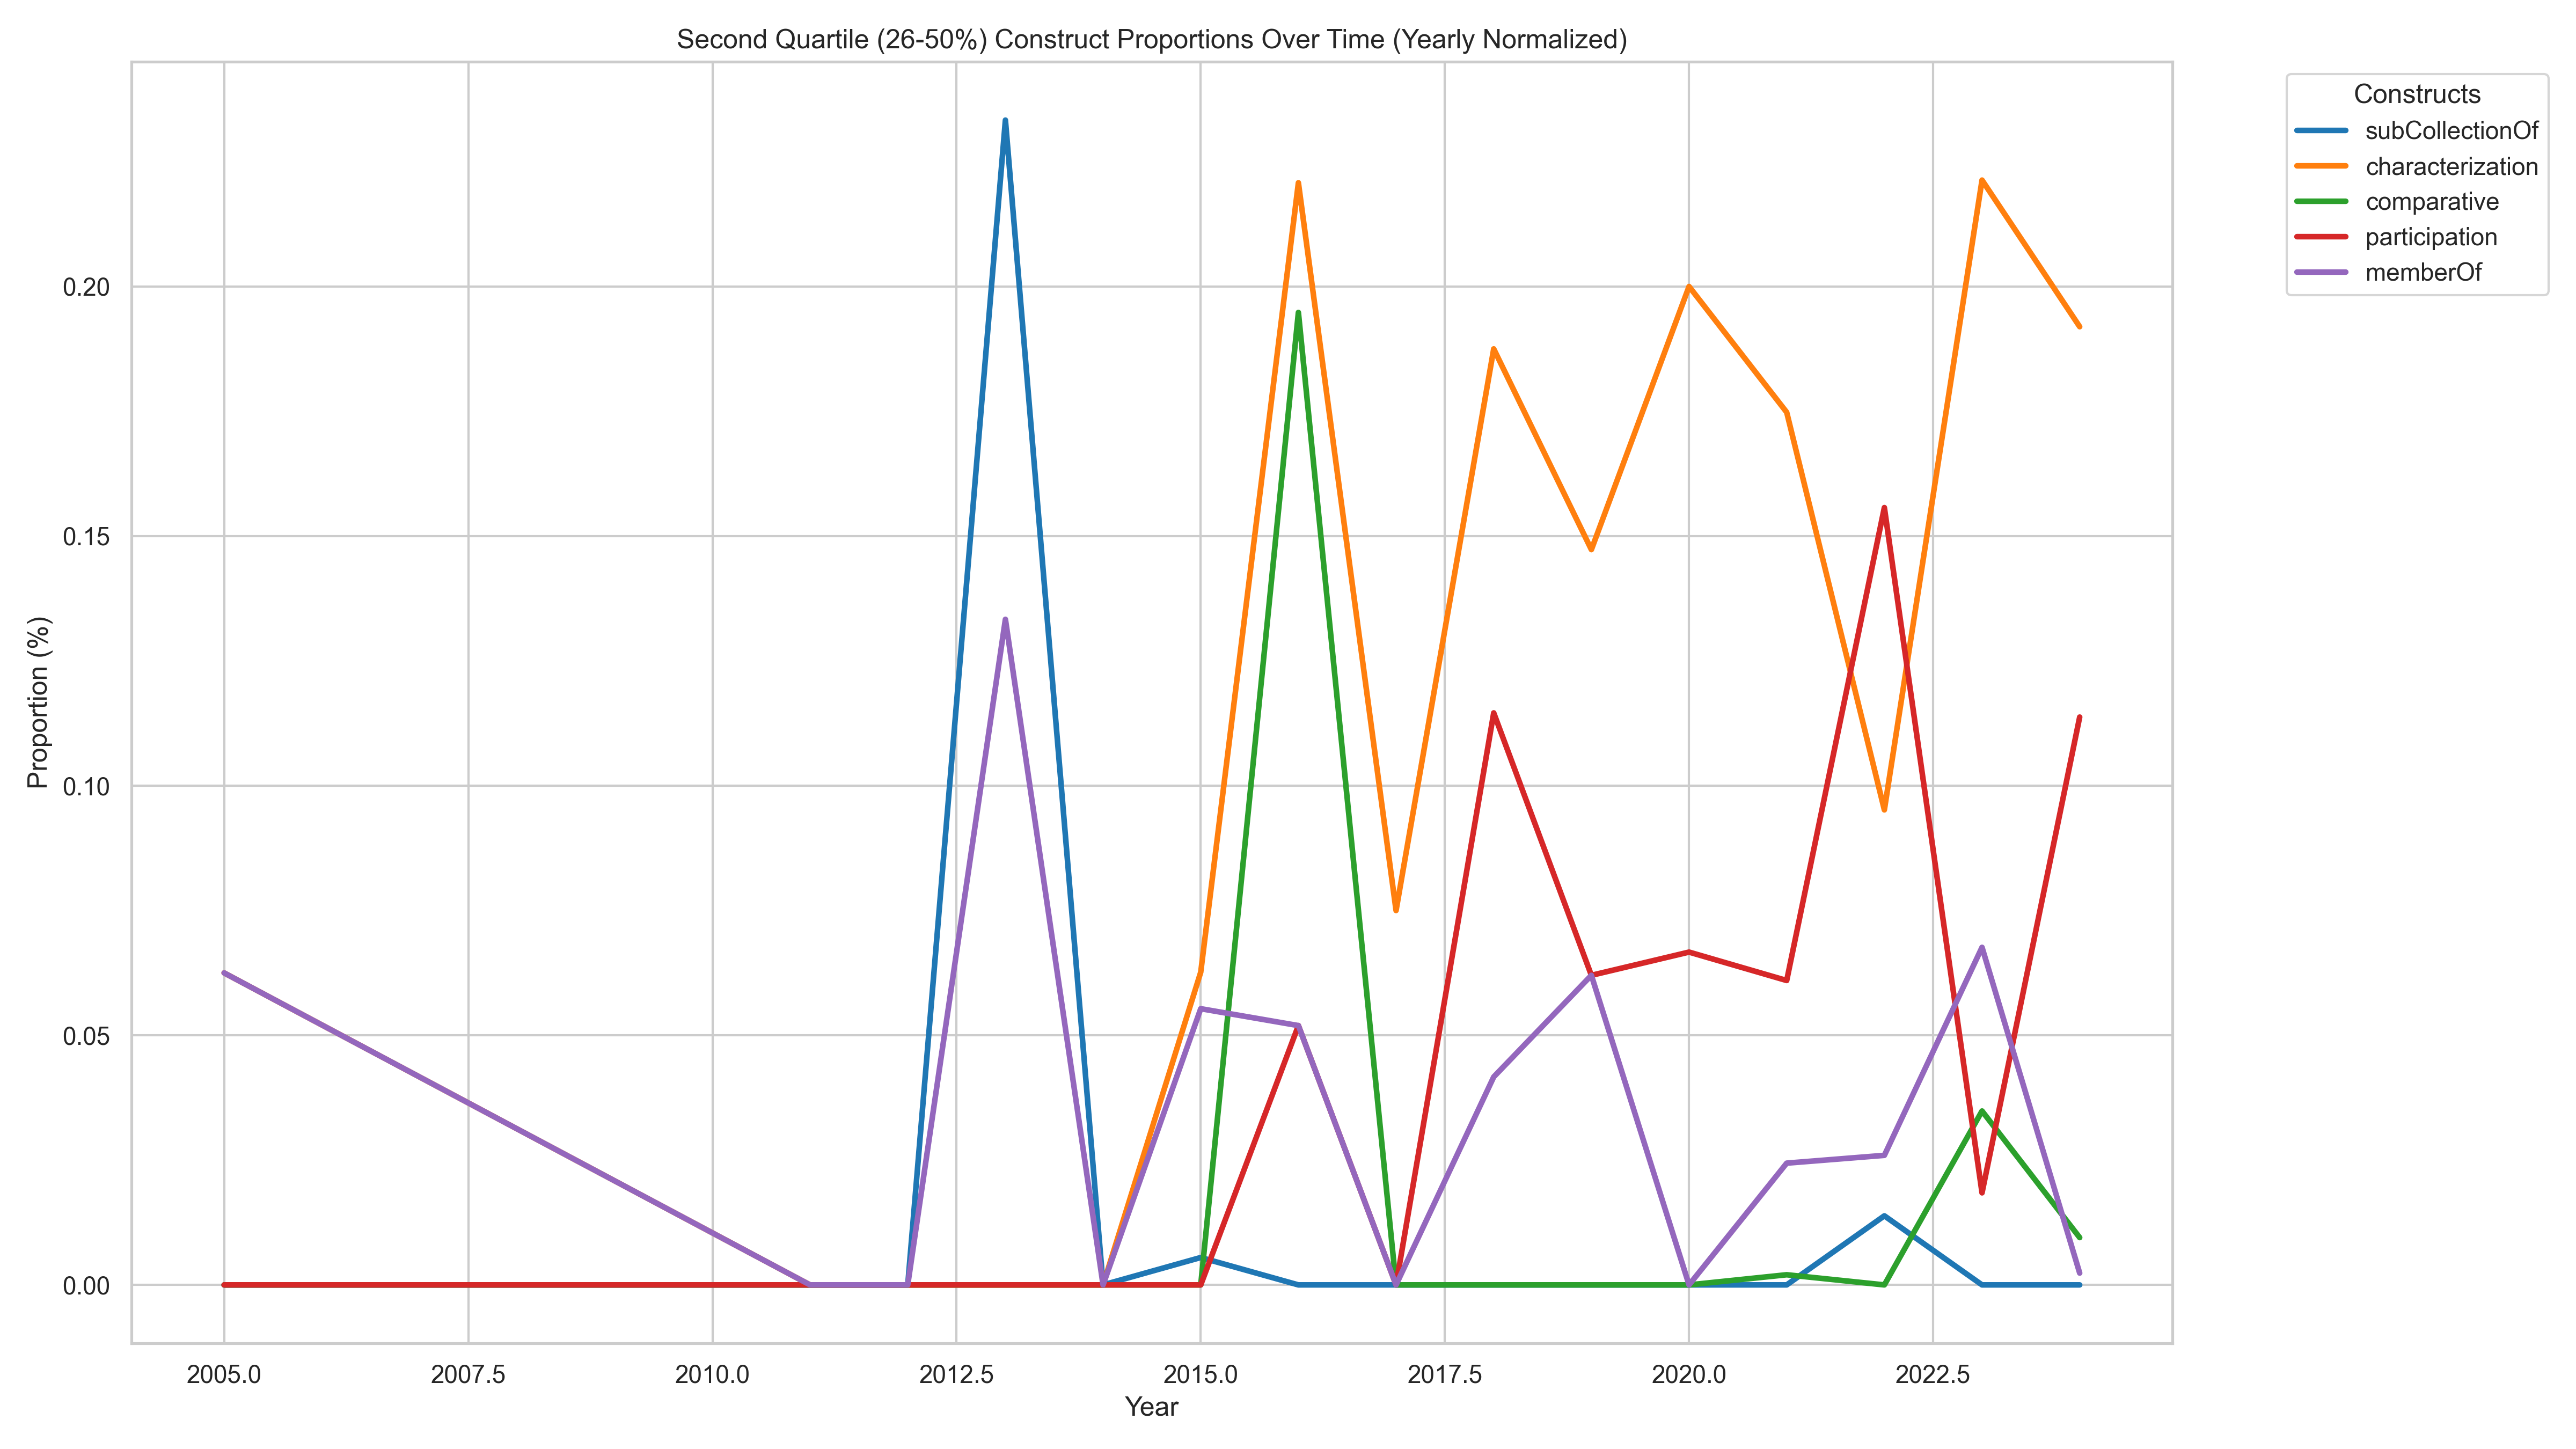 Second Quartile (26-50%) Construct Proportions Over Time (Yearly Normalized)
Constructs
subCollectionOf
characterization
comparative
participation
memberOf
Proportion (%)
0.20
0.15
0.10
0.05
0.00
2005.0 2007.5 2010.0 2012.5 2015.0 2017.5 2020.0 2022.5
Year